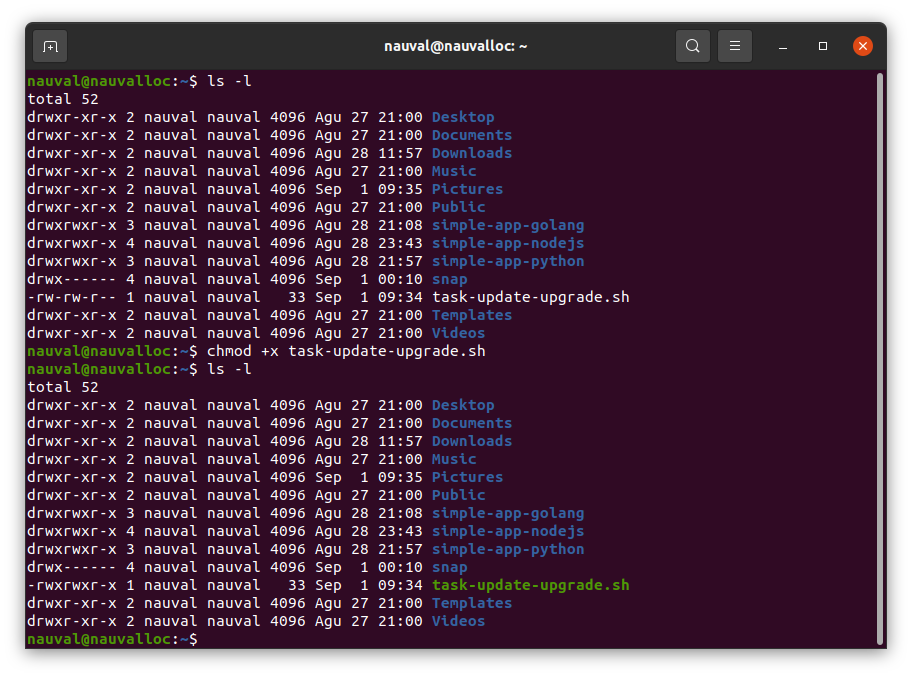 nauval@nauvalloc: ~
nauval@nauvalloc:~$ ls -l
total 52
drwxr-xr-x 2 nauval nauval 4096 Agu 27 21:00 Desktop
drwxr-xr-x 2 nauval nauval 4096 Agu 27 21:00 Documents
drwxr-xr-x 2 nauval nauval 4096 Agu 28 11:57 Downloads
drwxr-xr-x 2 nauval nauval 4096 Agu 27 21:00 Music
drwxr-xr-x 2 nauval nauval 4096 Sep  1 09:35 Pictures
drwxr-xr-x 2 nauval nauval 4096 Agu 27 21:00 Public
drwxrwxr-x 3 nauval nauval 4096 Agu 28 21:08 simple-app-golang
drwxrwxr-x 4 nauval nauval 4096 Agu 28 23:43 simple-app-nodejs
drwxrwxr-x 3 nauval nauval 4096 Agu 28 21:57 simple-app-python
drwx------ 4 nauval nauval 4096 Sep  1 00:10 snap
-rw-rw-r-- 1 nauval nauval   33 Sep  1 09:34 task-update-upgrade.sh
drwxr-xr-x 2 nauval nauval 4096 Agu 27 21:00 Templates
drwxr-xr-x 2 nauval nauval 4096 Agu 27 21:00 Videos
nauval@nauvalloc:~$ chmod +x task-update-upgrade.sh
nauval@nauvalloc:~$ ls -l
total 52
drwxr-xr-x 2 nauval nauval 4096 Agu 27 21:00 Desktop
drwxr-xr-x 2 nauval nauval 4096 Agu 27 21:00 Documents
drwxr-xr-x 2 nauval nauval 4096 Agu 28 11:57 Downloads
drwxr-xr-x 2 nauval nauval 4096 Agu 27 21:00 Music
drwxr-xr-x 2 nauval nauval 4096 Sep  1 09:35 Pictures
drwxr-xr-x 2 nauval nauval 4096 Agu 27 21:00 Public
drwxrwxr-x 3 nauval nauval 4096 Agu 28 21:08 simple-app-golang
drwxrwxr-x 4 nauval nauval 4096 Agu 28 23:43 simple-app-nodejs
drwxrwxr-x 3 nauval nauval 4096 Agu 28 21:57 simple-app-python
drwx------ 4 nauval nauval 4096 Sep  1 00:10 snap
-rwxrwxr-x 1 nauval nauval   33 Sep  1 09:34 task-update-upgrade.sh
drwxr-xr-x 2 nauval nauval 4096 Agu 27 21:00 Templates
drwxr-xr-x 2 nauval nauval 4096 Agu 27 21:00 Videos
nauval@nauvalloc:~$